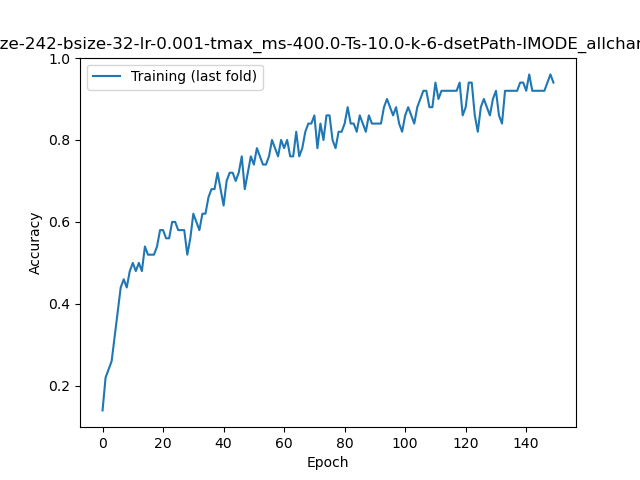 ze-242-bsize-32-lr-0.001-tmax_ms-400.0-Ts-10.0-k-6-dsetPath-IMODE_allchar
Training (last fold)
1.0
0.8
0.6
0.4
0.2
Accuracy
0 20 40 60 80 100 120 140
Epoch